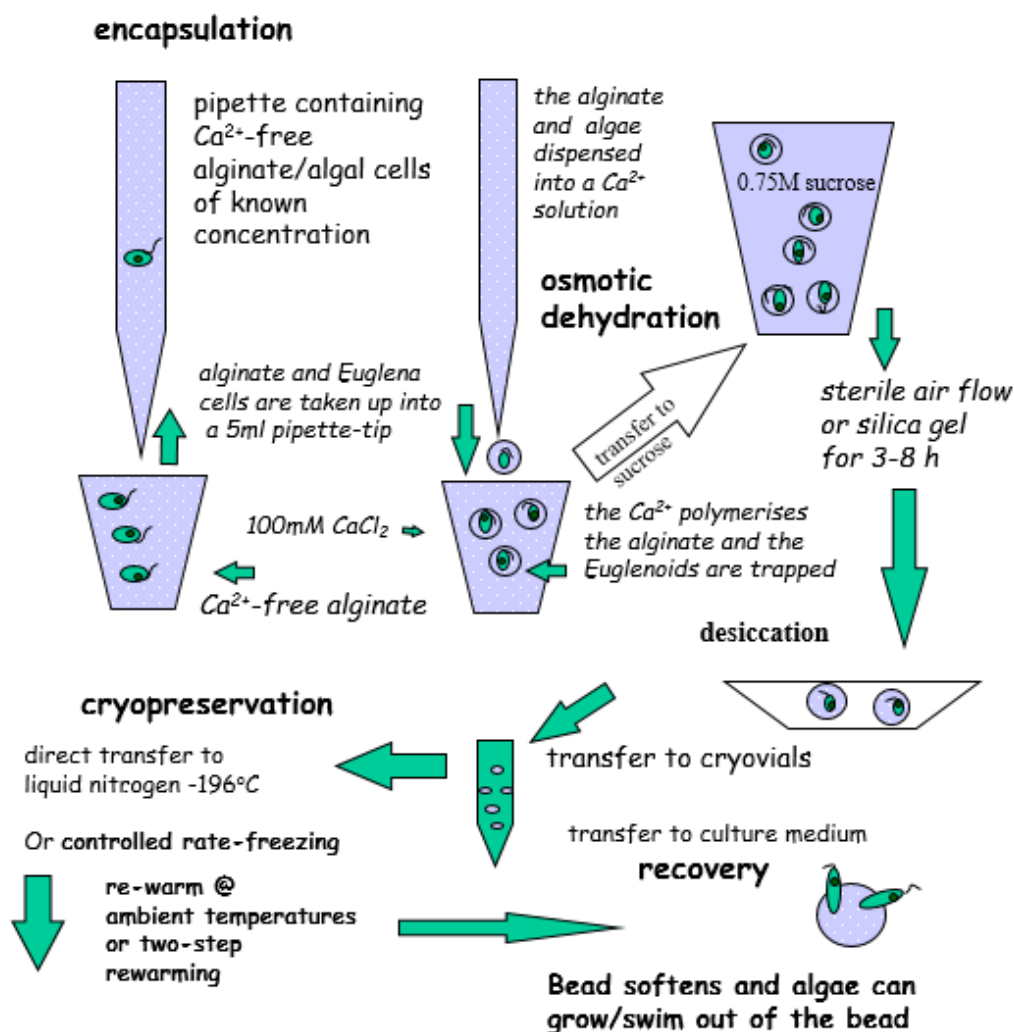 encapsulation
pipette containing
Ca²⁺-free
alginate/algal cells
of known
concentration
the alginate
and algae
dispensed
into a Ca²⁺
solution
0.75M sucrose
osmotic
dehydration
alginate and Euglena
cells are taken up into
a 5ml pipette-tip
transfer to
sucrose
sterile air flow
or silica gel
for 3-8 h
100mM CaCl₂
the Ca²⁺ polymerises
the alginate and the
Euglenoids are trapped
Ca²⁺-free alginate
desiccation
cryopreservation
direct transfer to
liquid nitrogen -196°C
transfer to cryovials
Or controlled rate-freezing
transfer to culture medium
recovery
re-warm @
ambient temperatures
or two-step
rewarming
Bead softens and algae can
grow/swim out of the bead